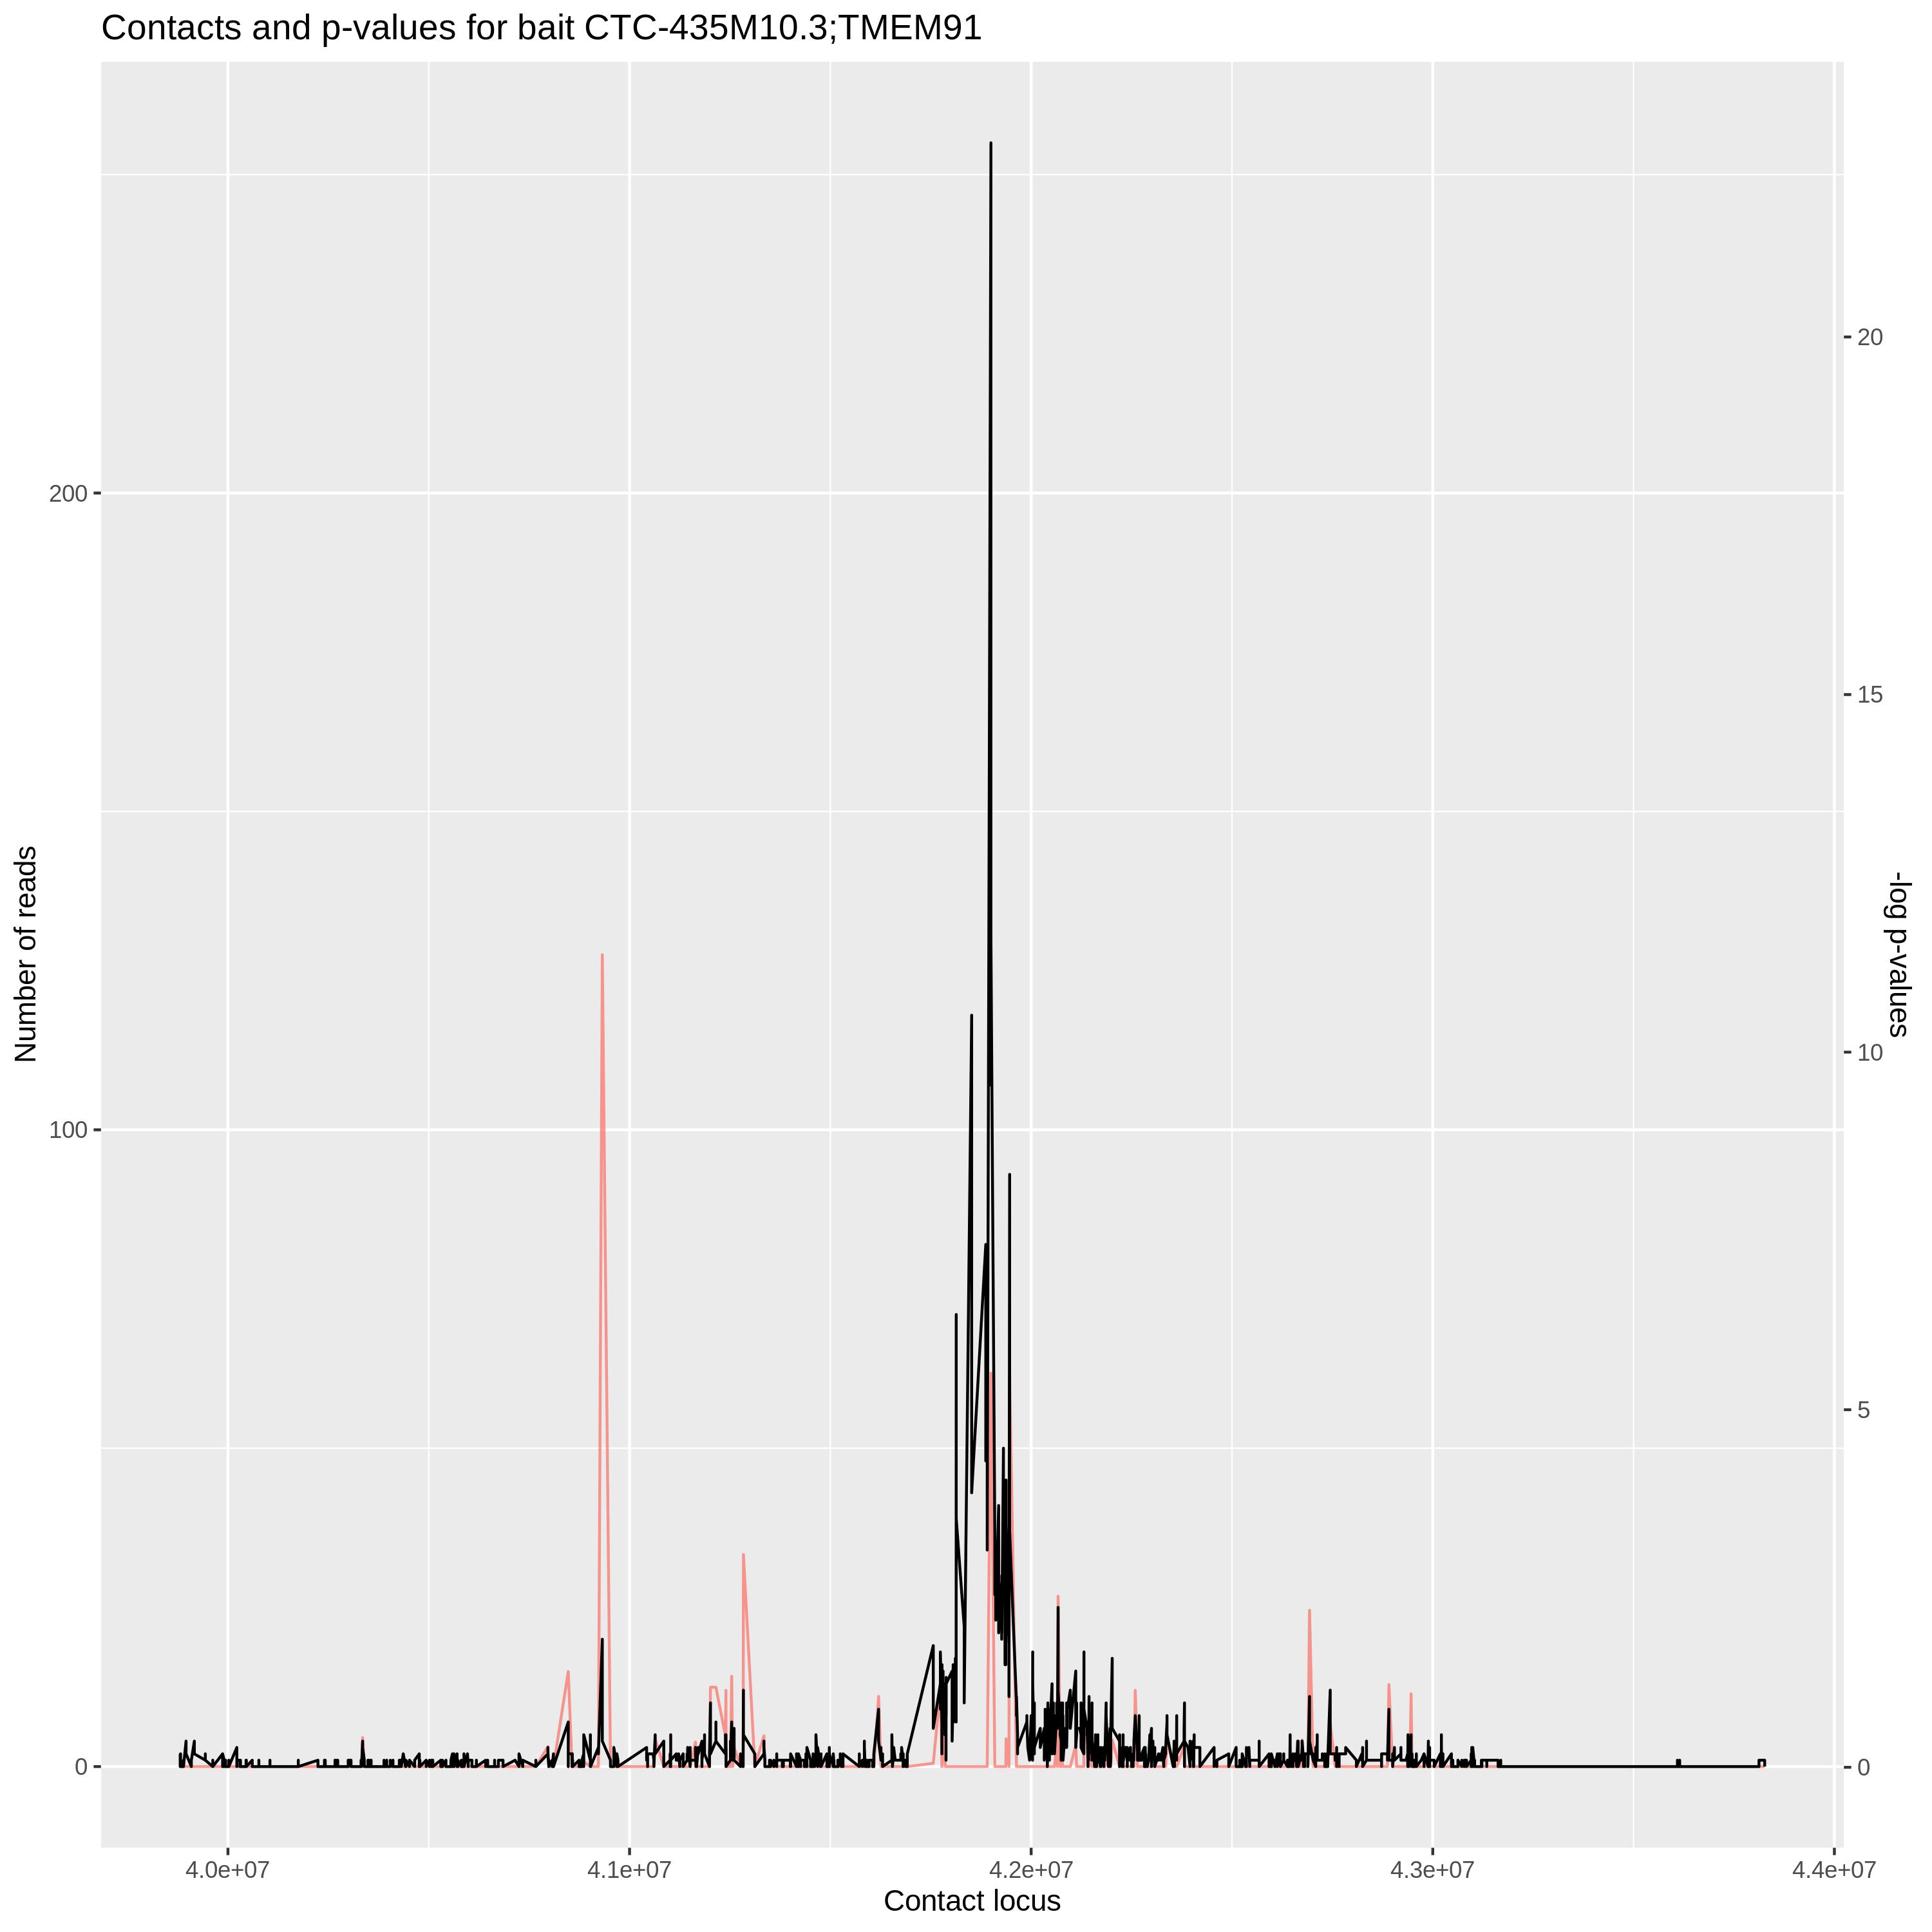 Contacts and p-values for bait CTC-435M10.3;TMEM91
Number of reads
200
100
0
20
15
10
5
0
-log p-values
4.0e+07
4.1e+07
4.2e+07
4.3e+07
4.4e+07
Contact locus